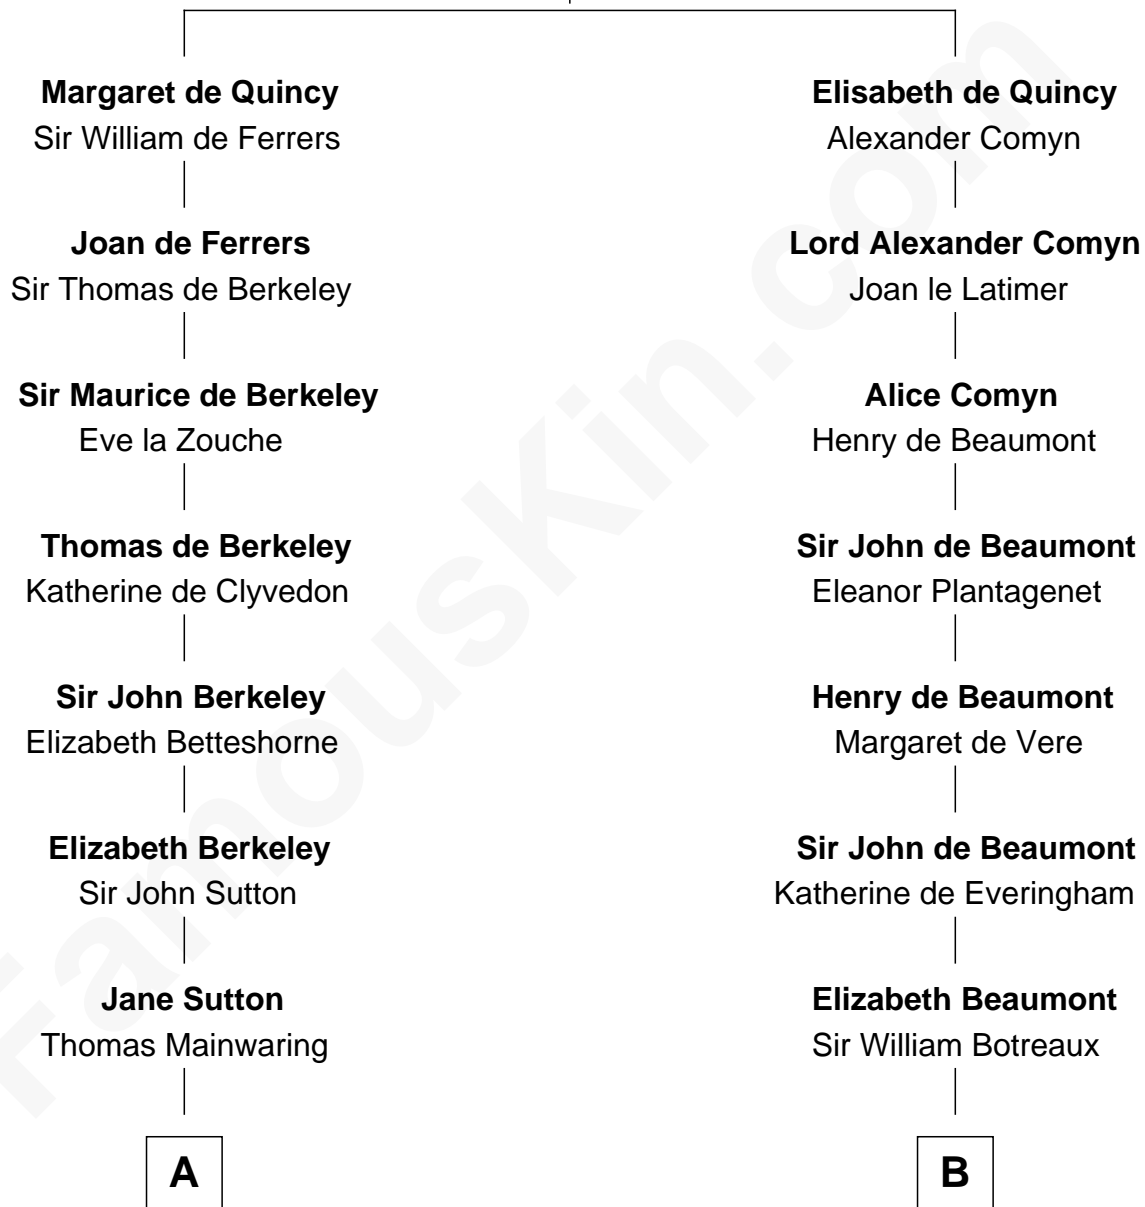 Margaret de Quincy
Sir William de Ferrers
Elisabeth de Quincy
Alexander Comyn
Joan de Ferrers
Sir Thomas de Berkeley
Lord Alexander Comyn
Joan le Latimer
Sir Maurice de Berkeley
Eve la Zouche
Alice Comyn
Henry de Beaumont
Thomas de Berkeley
Katherine de Clyvedon
Sir John de Beaumont
Eleanor Plantagenet
Sir John Berkeley
Elizabeth Betteshorne
Henry de Beaumont
Margaret de Vere
Elizabeth Berkeley
Sir John Sutton
Sir John de Beaumont
Katherine de Everingham
Jane Sutton
Thomas Mainwaring
Elizabeth Beaumont
Sir William Botreaux
A
B
FamousKin.com